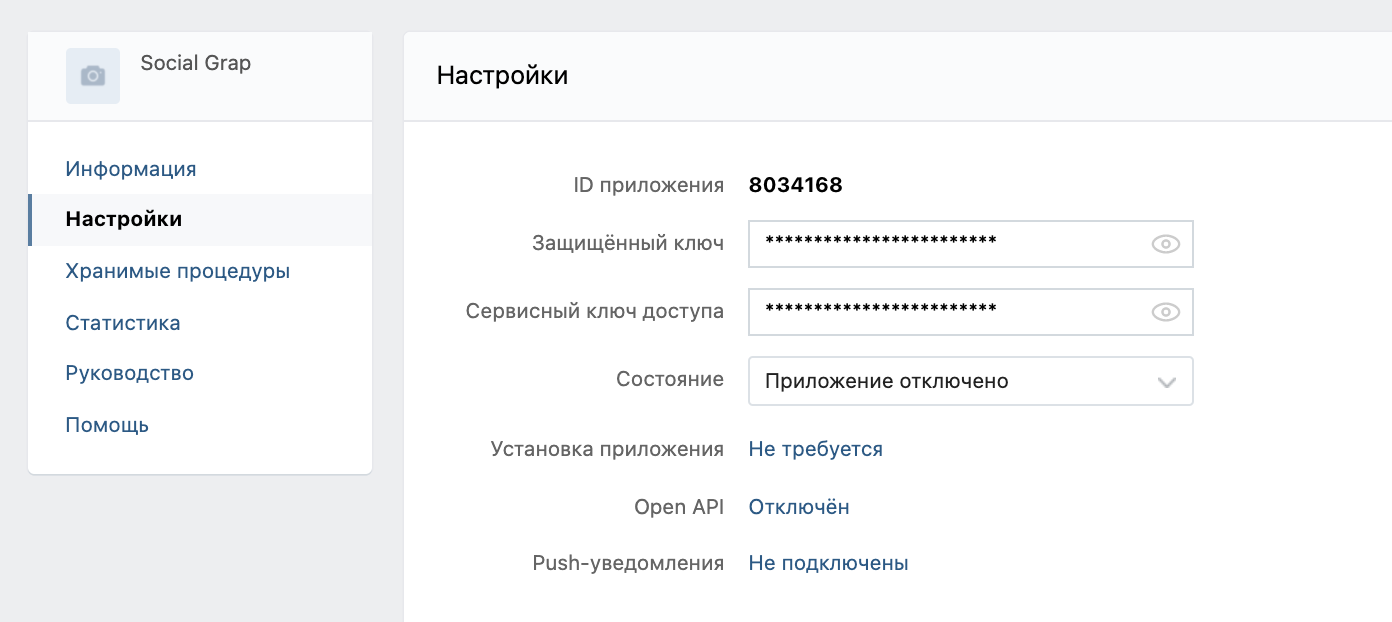 Social Grap
Информация
Настройки
Хранимые процедуры
Статистика
Руководство
Помощь
Настройки
ID приложения 8034168
Защищённый ключ ************************
Сервисный ключ доступа ************************
Состояние Приложение отключено
Установка приложения Не требуется
Open API Отключён
Push-уведомления Не подключены